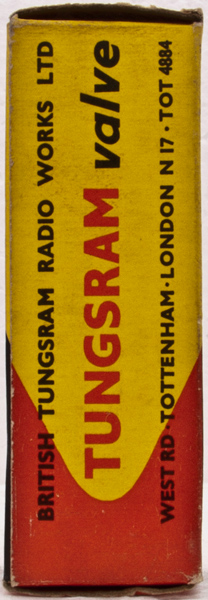 BRITISH TUNGSRAM RADIO WORKS LTD
TUNGSRAM valve
WEST RD · TOTTENHAM · LONDON N 17 · TOT 4884